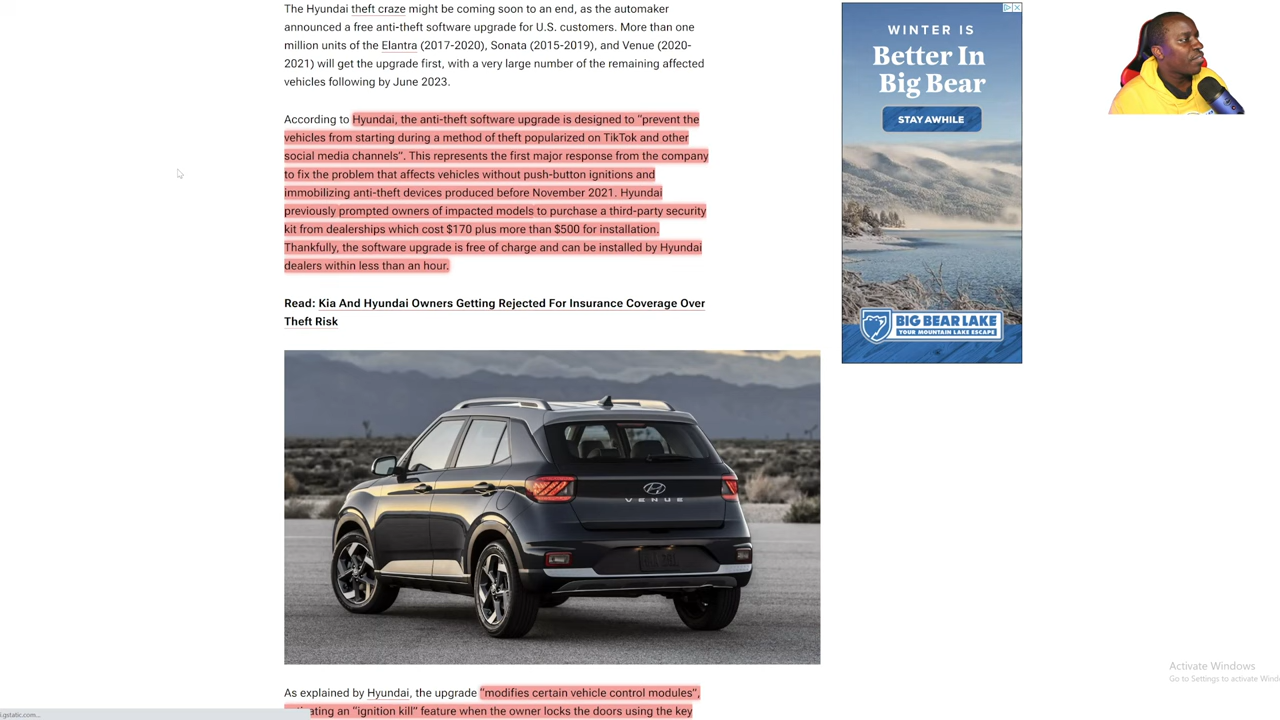 The Hyundai theft craze might be coming soon to an end, as the automaker
announced a free anti-theft software upgrade for U.S. customers. More than one
million units of the Elantra (2017-2020), Sonata (2015-2019), and Venue (2020-
2021) will get the upgrade first, with a very large number of the remaining affected
vehicles following by June 2023.
According to Hyundai, the anti-theft software upgrade is designed to “prevent the
vehicles from starting during a method of theft popularized on TikTok and other
social media channels”. This represents the first major response from the company
to fix the problem that affects vehicles without push-button ignitions and
immobilizing anti-theft devices produced before November 2021. Hyundai
previously prompted owners of impacted models to purchase a third-party security
kit from dealerships which cost $170 plus more than $500 for installation.
Thankfully, the software upgrade is free of charge and can be installed by Hyundai
dealers within less than an hour.
Read: Kia And Hyundai Owners Getting Rejected For Insurance Coverage Over
Theft Risk
VENUE
As explained by Hyundai, the upgrade “modifies certain vehicle control modules”,
“ignition kill” feature when the owner locks the doors using the key
WINTER IS
Better In
Big Bear
STAY AWHILE
BIG BEAR LAKE
YOUR MOUNTAIN LAKE ESCAPE
Activate Windows
Go to Settings to activate Wind
i.gstatic.com...